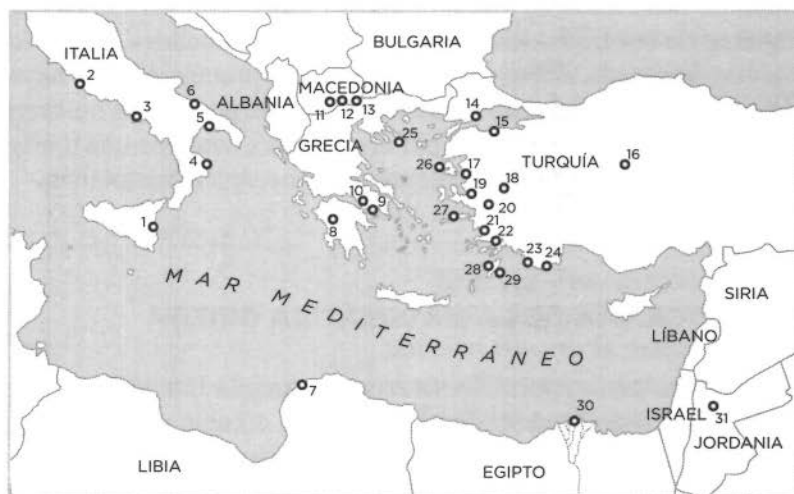 BULGARIA
ITALIA
2
MACEDONIA
6
ALBANIA
3
11
12
13
14
5
15
GRECIA
25
26
17
TURQUÍA
16
4
18
19
10
9
20
27
1
8
21
22
23
24
28
29
SIRIA
MAR MEDITERRÁNEO
LÍBANO
7
30
ISRAEL
31
JORDANIA
LIBIA
EGIPTO